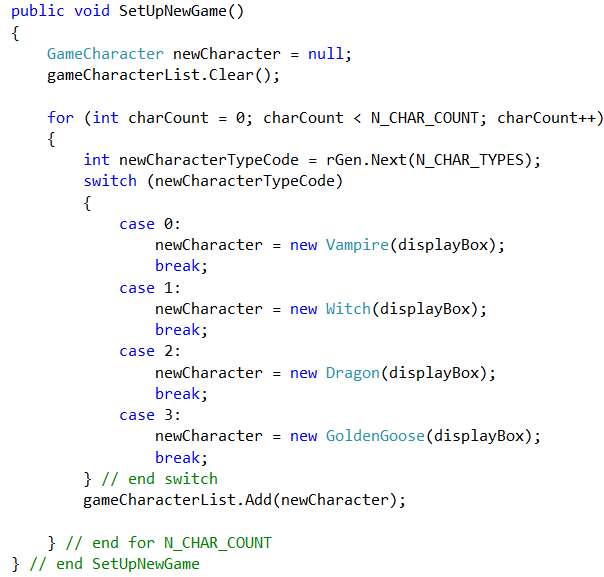 public void SetUpNewGame()
{
    GameCharacter newCharacter = null;
    gameCharacterList.Clear();

    for (int charCount = 0; charCount < N_CHAR_COUNT; charCount++)
    {
        int newCharacterTypeCode = rGen.Next(N_CHAR_TYPES);
        switch (newCharacterTypeCode)
        {
            case 0:
                newCharacter = new Vampire(displayBox);
                break;
            case 1:
                newCharacter = new Witch(displayBox);
                break;
            case 2:
                newCharacter = new Dragon(displayBox);
                break;
            case 3:
                newCharacter = new GoldenGoose(displayBox);
                break;
        } // end switch
        gameCharacterList.Add(newCharacter);

    } // end for N_CHAR_COUNT
} // end SetUpNewGame